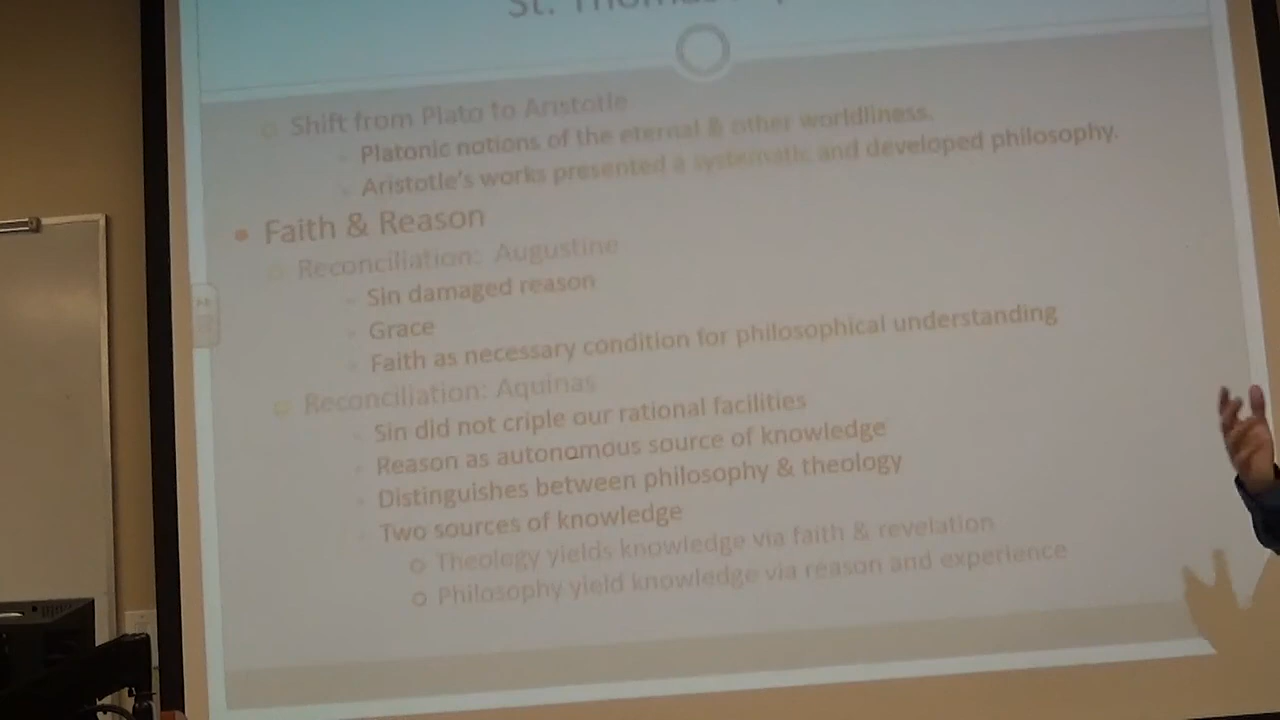 St. Thomas
Shift from Plato to Aristotle
Platonic notions of the eternal & other worldliness.
Aristotle's works presented a systematic and developed philosophy.
Faith & Reason
Reconciliation: Augustine
Sin damaged reason
Grace
Faith as necessary condition for philosophical understanding
Reconciliation: Aquinas
Sin did not criple our rational facilities
Reason as autonomous source of knowledge
Distinguishes between philosophy & theology
Two sources of knowledge
Theology yields knowledge via faith & revelation
Philosophy yield knowledge via reason and experience